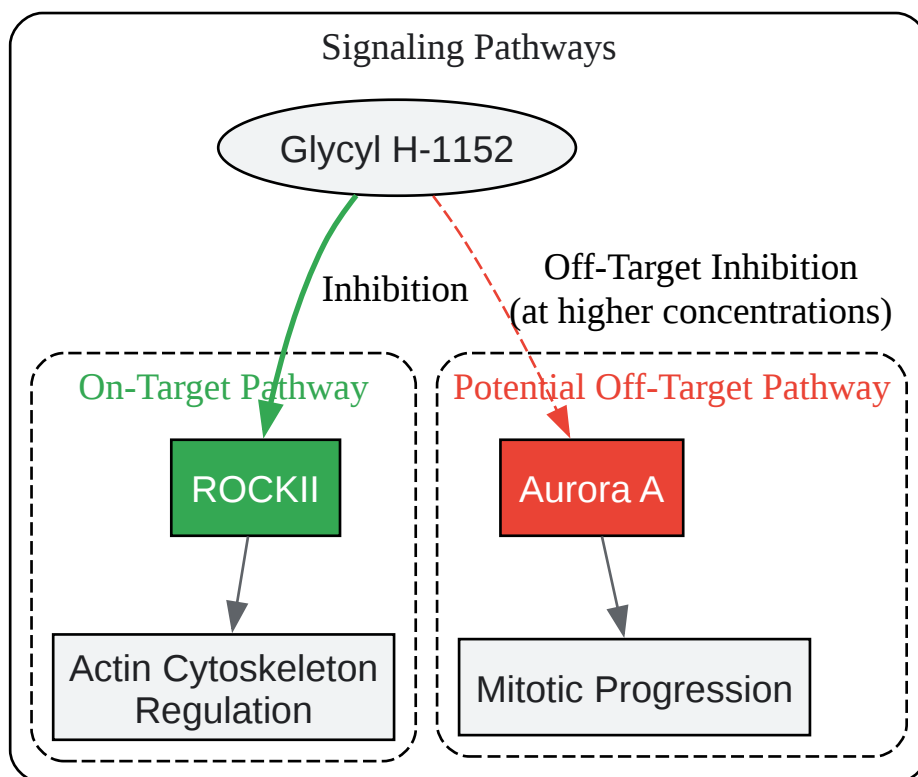 Signaling Pathways
Glycyl H-1152
Inhibition
Off-Target Inhibition
(at higher concentrations)
On-Target Pathway
Potential Off-Target Pathway
ROCKII
Aurora A
Actin Cytoskeleton
Regulation
Mitotic Progression